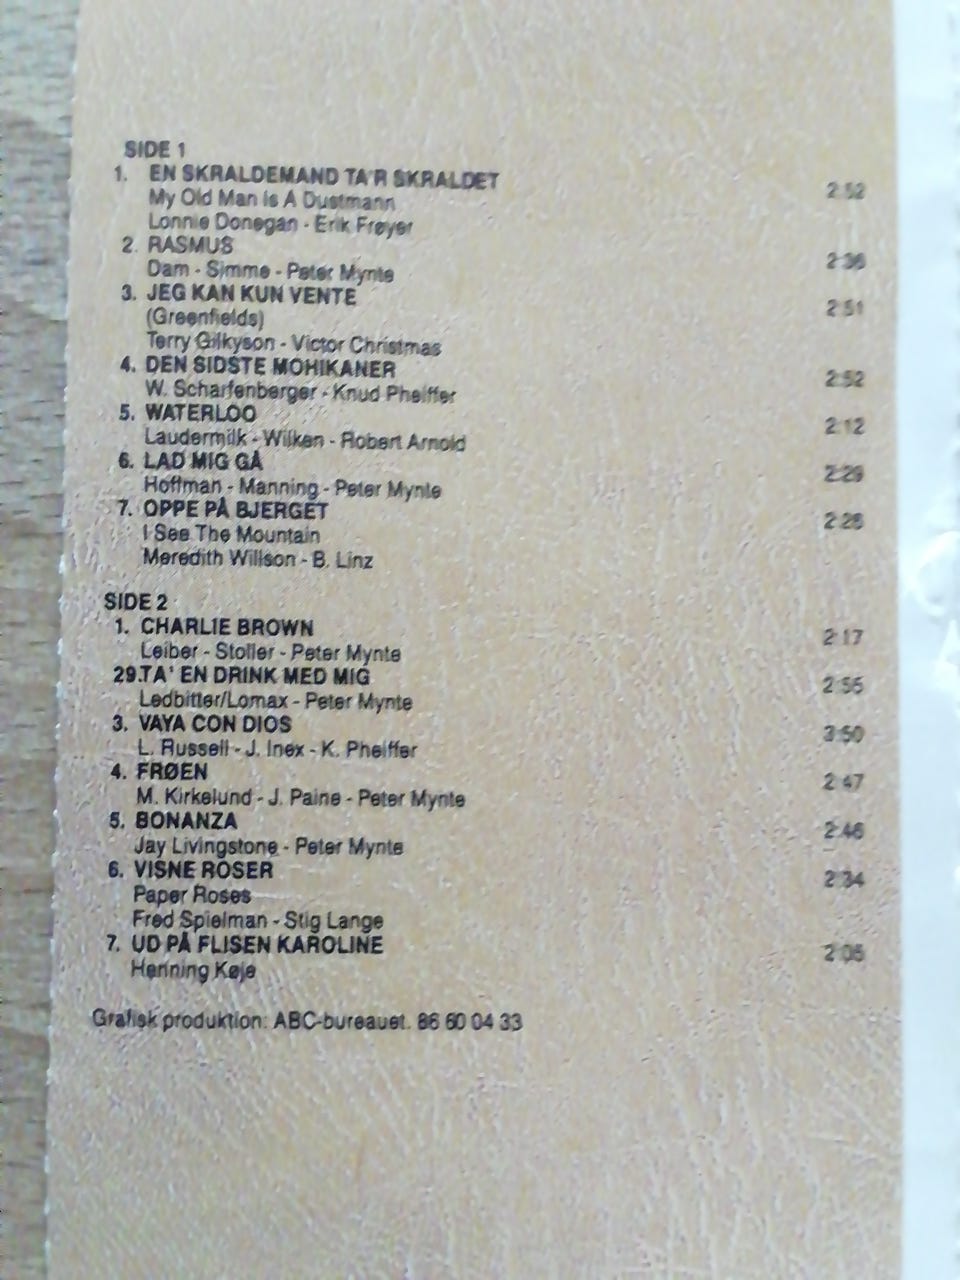 SIDE 1
1. EN SKRALDEMAND TA'R SKRALDET 2:52
My Old Man Is A Dustmann
Lonnie Donegan - Erik Frøyer
2. RASMUS 2:36
Dam - Simme - Peter Mynte
3. JEG KAN KUN VENTE 2:51
(Greenfields)
Terry Gilkyson - Victor Christmas
4. DEN SIDSTE MOHIKANER 2:52
W. Scharfenberger - Knud Pheiffer
5. WATERLOO 2:12
Laudermilk - Wilken - Robert Arnold
6. LAD MIG GÅ 2:29
Hoffman - Manning - Peter Mynte
7. OPPE PÅ BJERGET 2:26
I See The Mountain
Meredith Willson - B. Linz
SIDE 2
1. CHARLIE BROWN 2:17
Leiber - Stoller - Peter Mynte
29.TA' EN DRINK MED MIG 2:55
Ledbitter/Lomax - Peter Mynte
3. VAYA CON DIOS 3:50
L. Russell - J. Inex - K. Pheiffer
4. FRØEN 2:47
M. Kirkelund - J. Paine - Peter Mynte
5. BONANZA 2:46
Jay Livingstone - Peter Mynte
6. VISNE ROSER 2:34
Paper Roses
Fred Spielman - Stig Lange
7. UD PÅ FLISEN KAROLINE 2:05
Henning Køje
Grafisk produktion: ABC-bureauet. 86 60 04 33